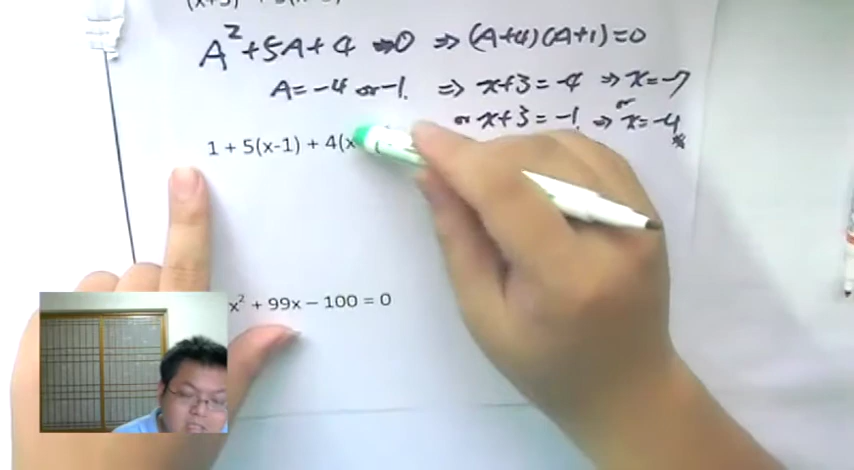 A² + 5A + 4 => 0 => (A+4)(A+1) = 0
A = -4 or -1. => x+3 = -4 => x = -7
or x+3 = -1 => or x = -4
1 + 5(x-1) + 4(x
x² + 99x − 100 = 0